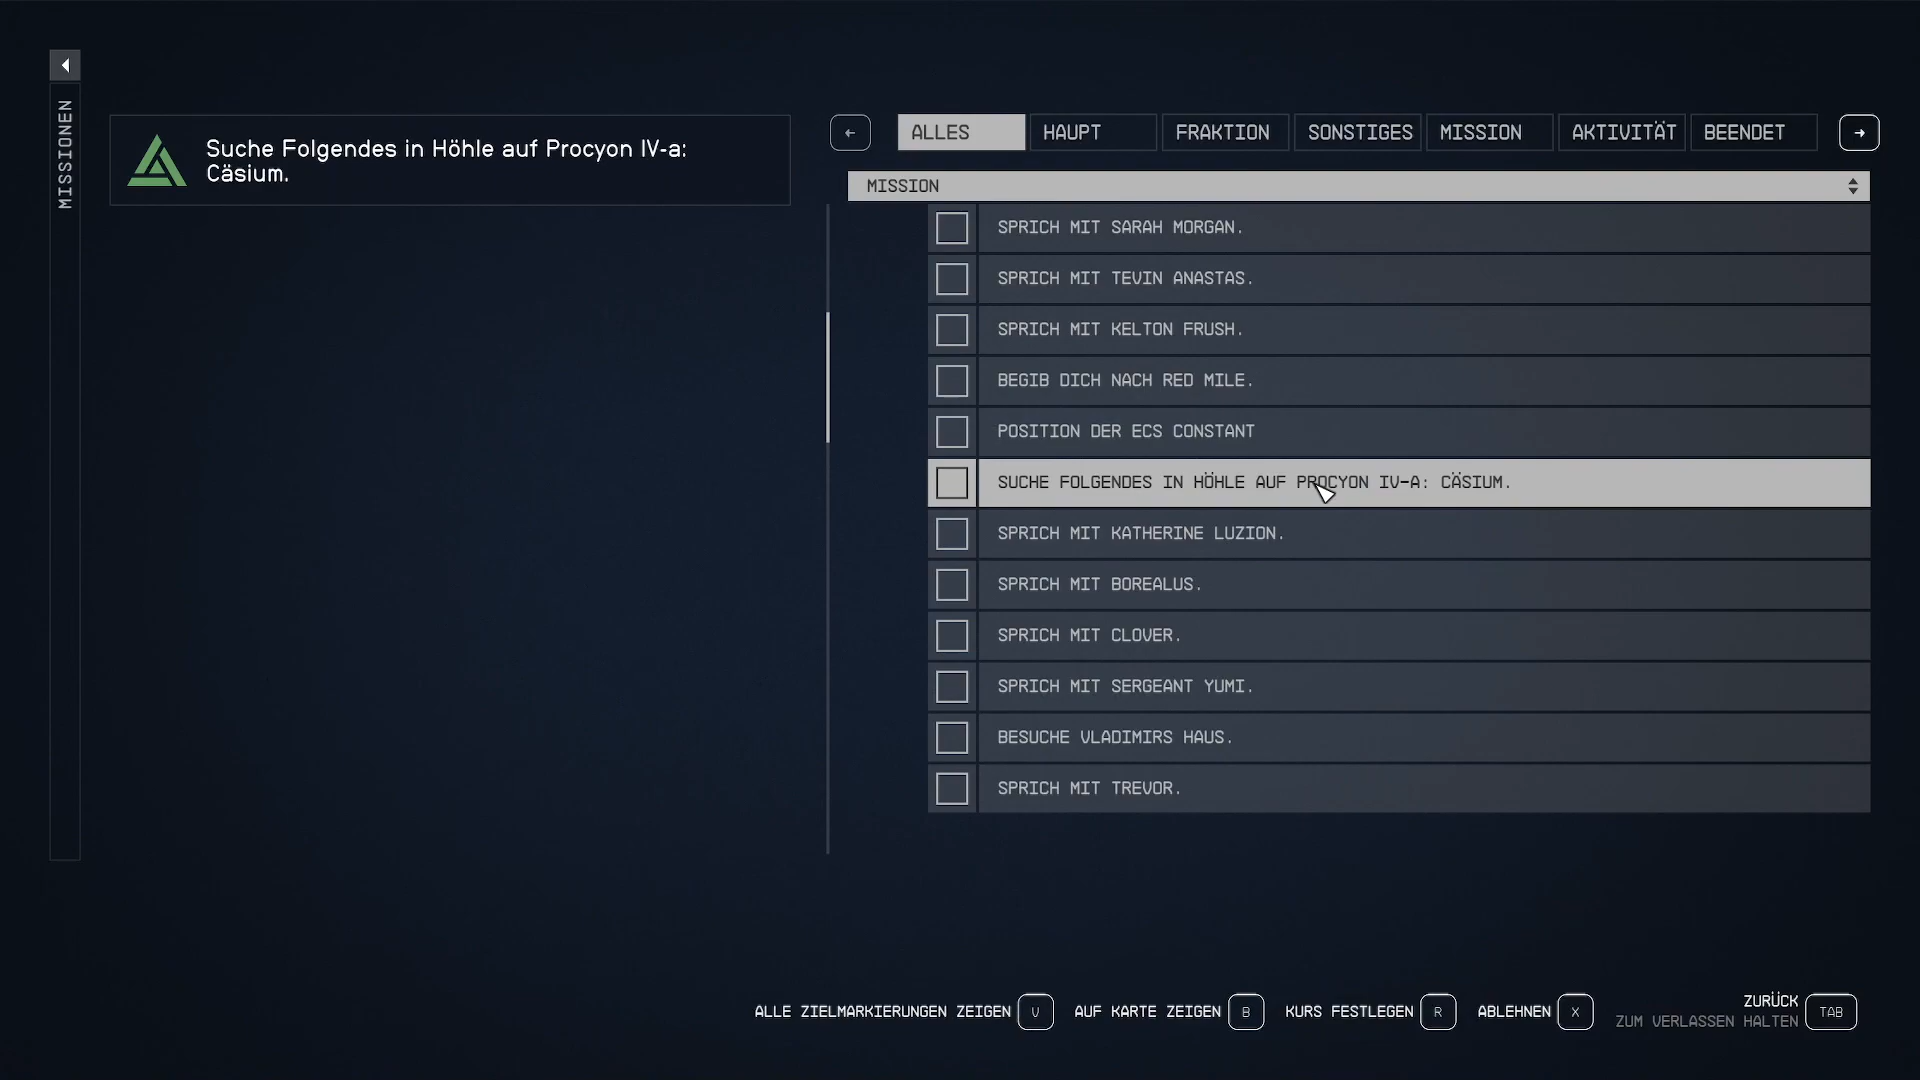 MISSIONEN
Suche Folgendes in Höhle auf Procyon IV-a:
Cäsium.
ALLES HAUPT FRAKTION SONSTIGES MISSION AKTIVITÄT BEENDET
MISSION
SPRICH MIT SARAH MORGAN.
SPRICH MIT TEVIN ANASTAS.
SPRICH MIT KELTON FRUSH.
BEGIB DICH NACH RED MILE.
POSITION DER ECS CONSTANT
SUCHE FOLGENDES IN HÖHLE AUF PROCYON IV-A: CÄSIUM.
SPRICH MIT KATHERINE LUZION.
SPRICH MIT BOREALUS.
SPRICH MIT CLOVER.
SPRICH MIT SERGEANT YUMI.
BESUCHE VLADIMIRS HAUS.
SPRICH MIT TREVOR.
ALLE ZIELMARKIERUNGEN ZEIGEN V AUF KARTE ZEIGEN B KURS FESTLEGEN R ABLEHNEN X ZURÜCK TAB
ZUM VERLASSEN HALTEN